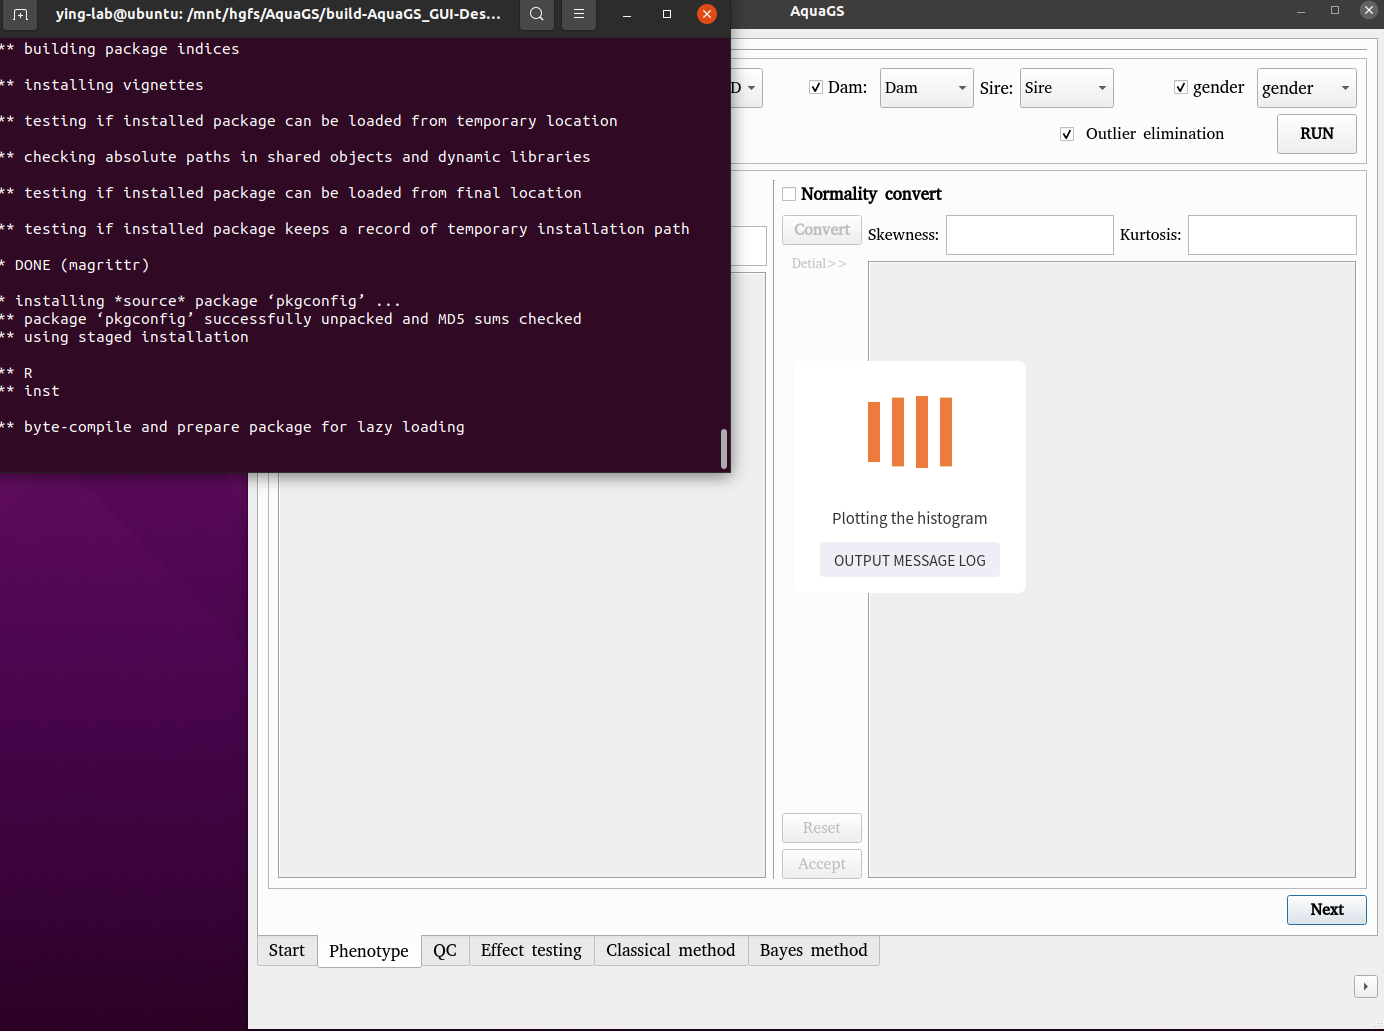 ying-lab@ubuntu: /mnt/hgfs/AquaGS/build-AquaGS_GUI-Des...
** building package indices
** installing vignettes
** testing if installed package can be loaded from temporary location
** checking absolute paths in shared objects and dynamic libraries
** testing if installed package can be loaded from final location
** testing if installed package keeps a record of temporary installation path
* DONE (magrittr)
* installing *source* package ‘pkgconfig’ ...
** package ‘pkgconfig’ successfully unpacked and MD5 sums checked
** using staged installation
** R
** inst
** byte-compile and prepare package for lazy loading
AquaGS
D Dam: Dam Sire: Sire gender gender
Outlier elimination RUN
Normality convert
Convert Skewness: Kurtosis:
Detial>>
Plotting the histogram
OUTPUT MESSAGE LOG
Reset
Accept
Next
Start Phenotype QC Effect testing Classical method Bayes method